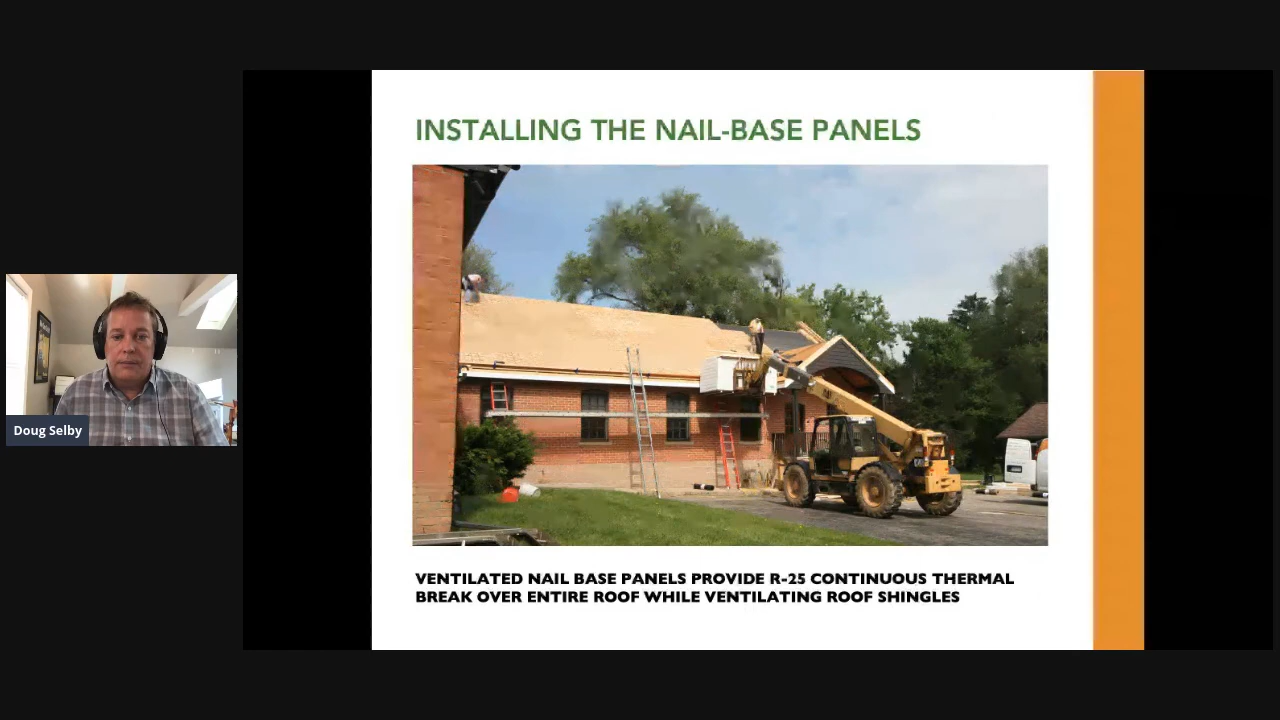 INSTALLING THE NAIL-BASE PANELS
Doug Selby
VENTILATED NAIL BASE PANELS PROVIDE R-25 CONTINUOUS THERMAL
BREAK OVER ENTIRE ROOF WHILE VENTILATING ROOF SHINGLES